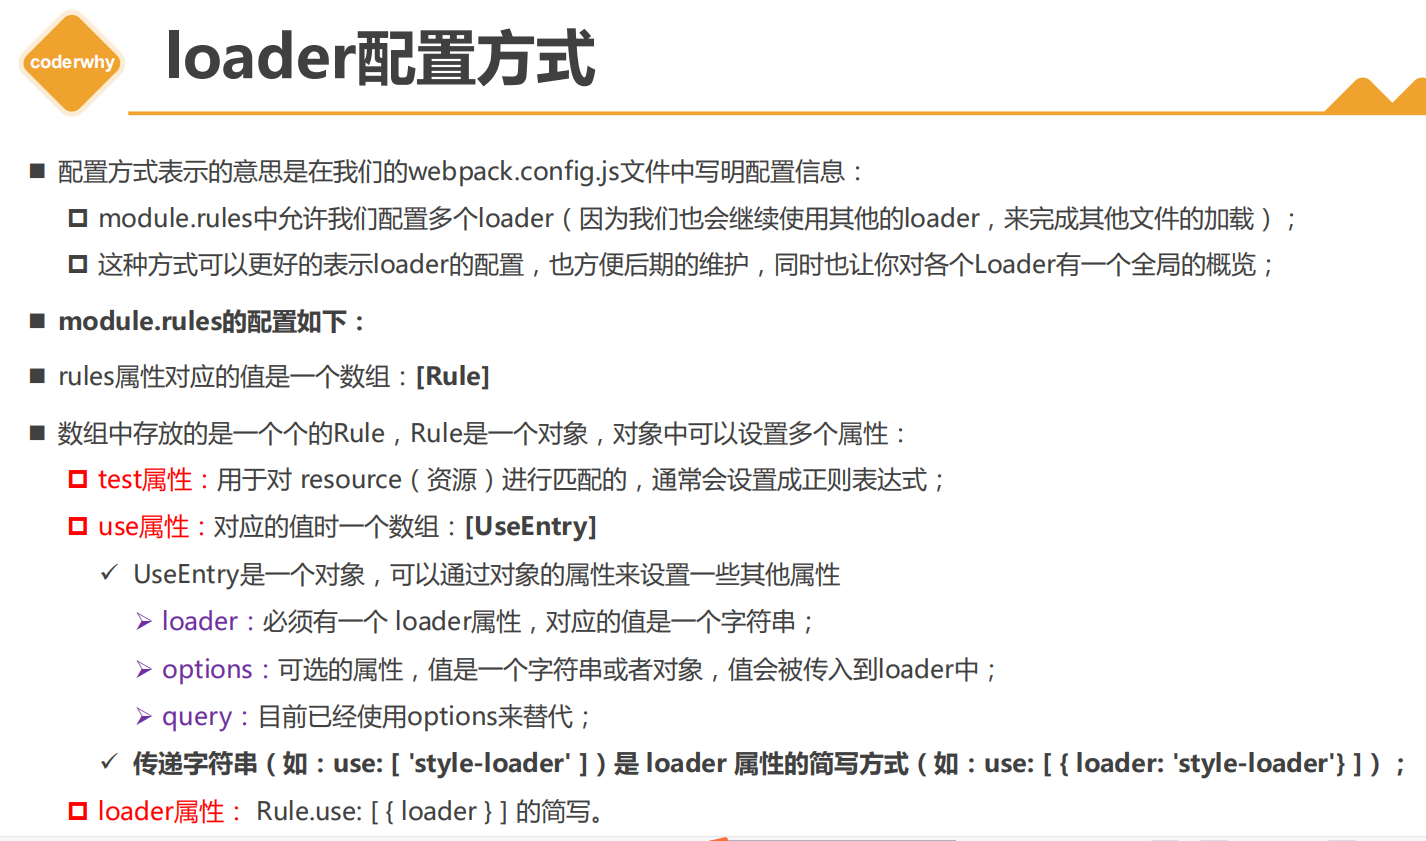 coderwhy
loader配置方式
配置方式表示的意思是在我们的webpack.config.js文件中写明配置信息：
module.rules中允许我们配置多个loader（因为我们也会继续使用其他的loader，来完成其他文件的加载）；
这种方式可以更好的表示loader的配置，也方便后期的维护，同时也让你对各个Loader有一个全局的概览；
module.rules的配置如下：
rules属性对应的值是一个数组：[Rule]
数组中存放的是一个个的Rule，Rule是一个对象，对象中可以设置多个属性：
test属性：用于对 resource（资源）进行匹配的，通常会设置成正则表达式；
use属性：对应的值时一个数组：[UseEntry]
UseEntry是一个对象，可以通过对象的属性来设置一些其他属性
loader：必须有一个 loader属性，对应的值是一个字符串；
options：可选的属性，值是一个字符串或者对象，值会被传入到loader中；
query：目前已经使用options来替代；
传递字符串（如：use: [ 'style-loader' ]）是 loader 属性的简写方式（如：use: [ { loader: 'style-loader'} ]）；
loader属性： Rule.use: [ { loader } ] 的简写。